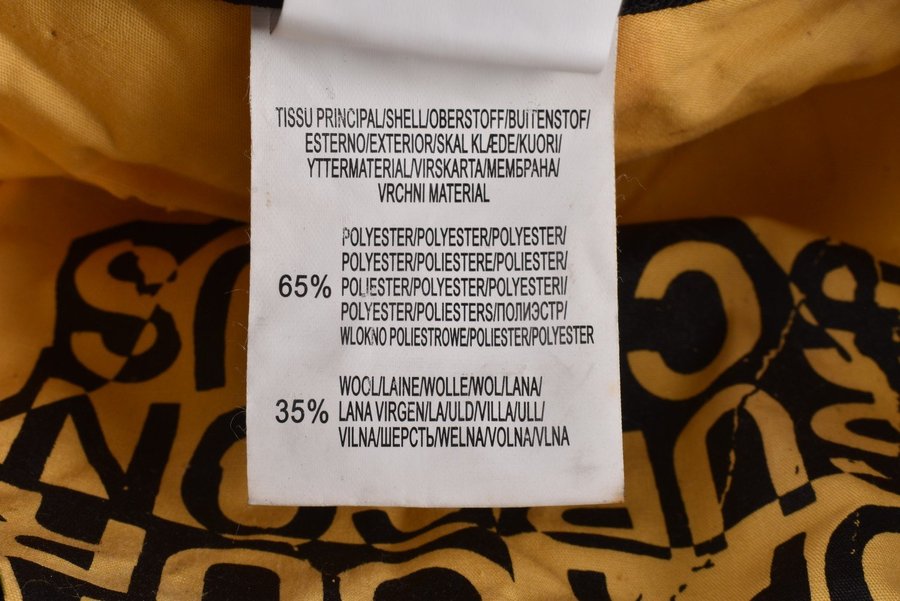 TISSU PRINCIPAL/SHELL/OBERSTOFF/BUITENSTOF/
ESTERNO/EXTERIOR/SKAL KLÆDE/KUORI/
YTTERMATERIAL/VIRSKARTA/МЕМБРАНА/
VRCHNI MATERIAL
POLYESTER/POLYESTER/POLYESTER/
POLYESTER/POLIESTERE/POLIESTER/
65% POLIESTER/POLYESTER/POLYESTERI/
POLYESTER/POLIESTERS/ПОЛИЭСТР/
WLOKNO POLIESTROWE/POLIESTER/POLYESTER
WOOL/LAINE/WOLLE/WOL/LANA/
35% LANA VIRGEN/LA/ULD/VILLA/ULL/
VILNA/ШЕРСТЬ/WELNA/VOLNA/VLNA